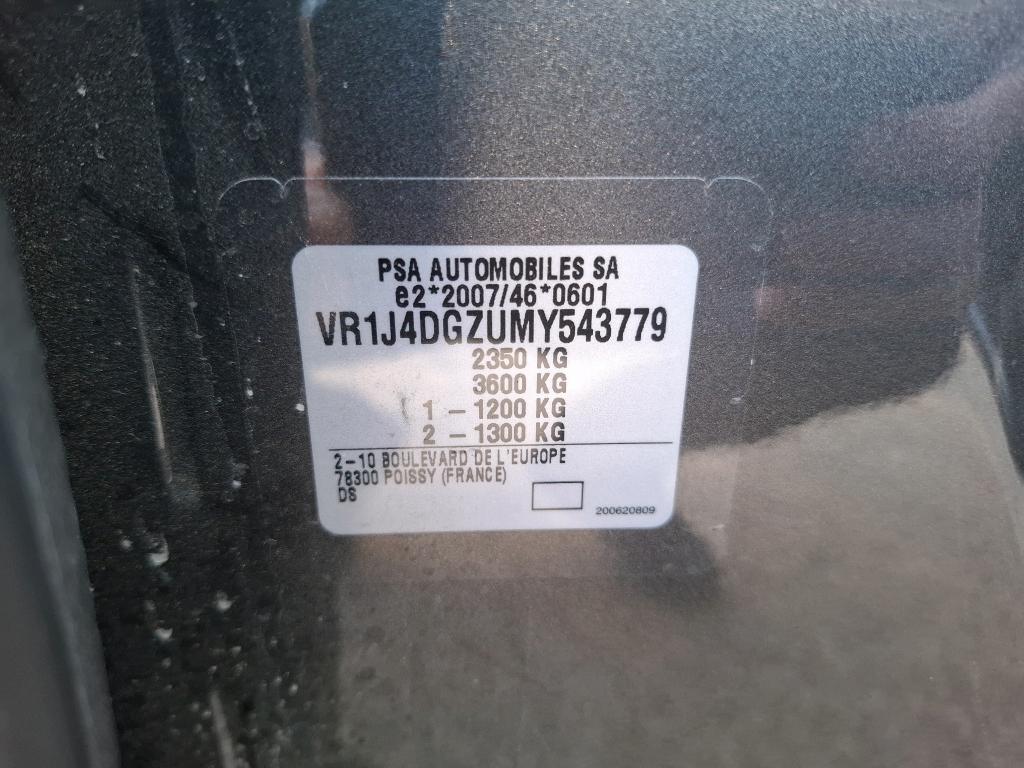 PSA AUTOMOBILES SA
e2*2007/46*0601
VR1J4DGZUMY543779
2350 KG
3600 KG
1 - 1200 KG
2 - 1300 KG
2-10 BOULEVARD DE L'EUROPE
78300 POISSY (FRANCE)
DS
200620809